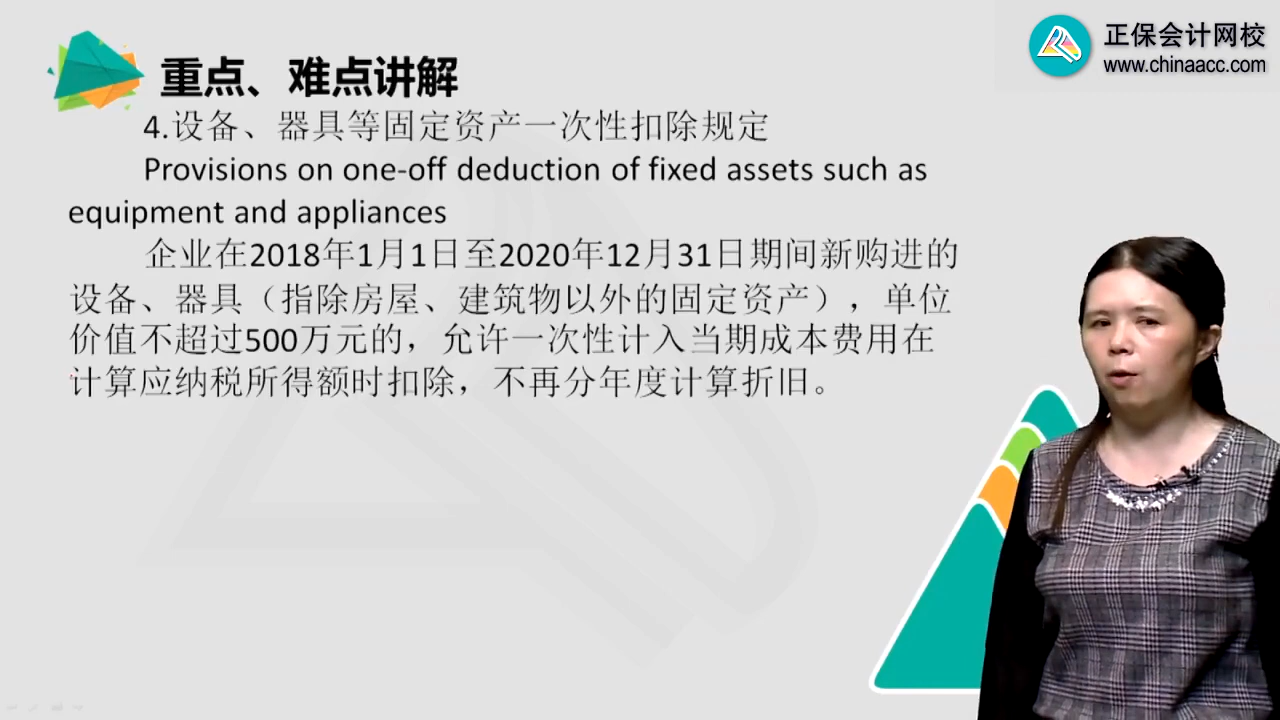 正保会计网校
www.chinaacc.com
重点、难点讲解
4.设备、器具等固定资产一次性扣除规定
Provisions on one-off deduction of fixed assets such as
equipment and appliances
企业在2018年1月1日至2020年12月31日期间新购进的
设备、器具（指除房屋、建筑物以外的固定资产），单位
价值不超过500万元的，允许一次性计入当期成本费用在
计算应纳税所得额时扣除，不再分年度计算折旧。